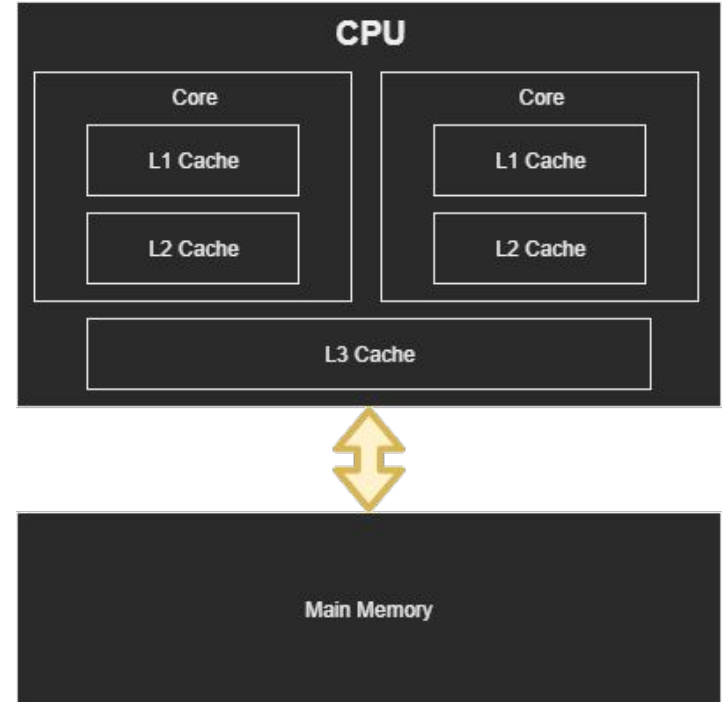 CPU
Core
L1 Cache
L2 Cache
Core
L1 Cache
L2 Cache
L3 Cache
Main Memory